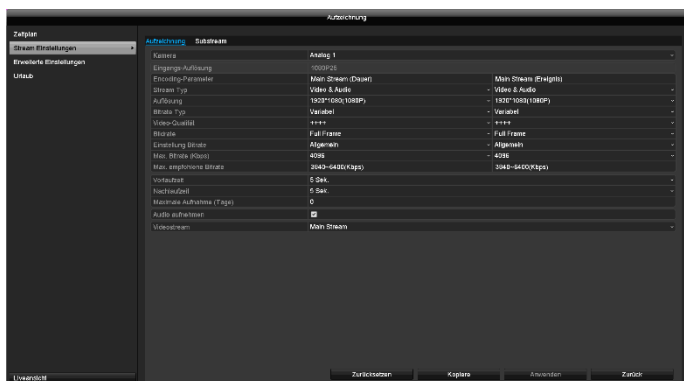 Aufzeichnung
Zeitplan
Stream Einstellungen
Erweiterte Einstellungen
Urlaub
Aufzeichnung Substream
Kamera Analog 1
Eingangs-Auflösung 1080P25
Encoding-Parameter Main Stream (Dauer) Main Stream (Ereignis)
Stream Typ Video & Audio Video & Audio
Auflösung 1920*1080(1080P) 1920*1080(1080P)
Bitrate Typ Variabel Variabel
Video-Qualität ++++ ++++
Bildrate Full Frame Full Frame
Einstellung Bitrate Allgemein Allgemein
Max. Bitrate (Kbps) 4096 4096
Max. empfohlene Bitrate 3840~6400(Kbps) 3840~6400(Kbps)
Vorlaufzeit 5 Sek.
Nachlaufzeit 5 Sek.
Maximale Aufnahme (Tage) 0
Audio aufnehmen
Videostream Main Stream
Liveansicht
Zurücksetzen Kopiere Anwenden Zurück